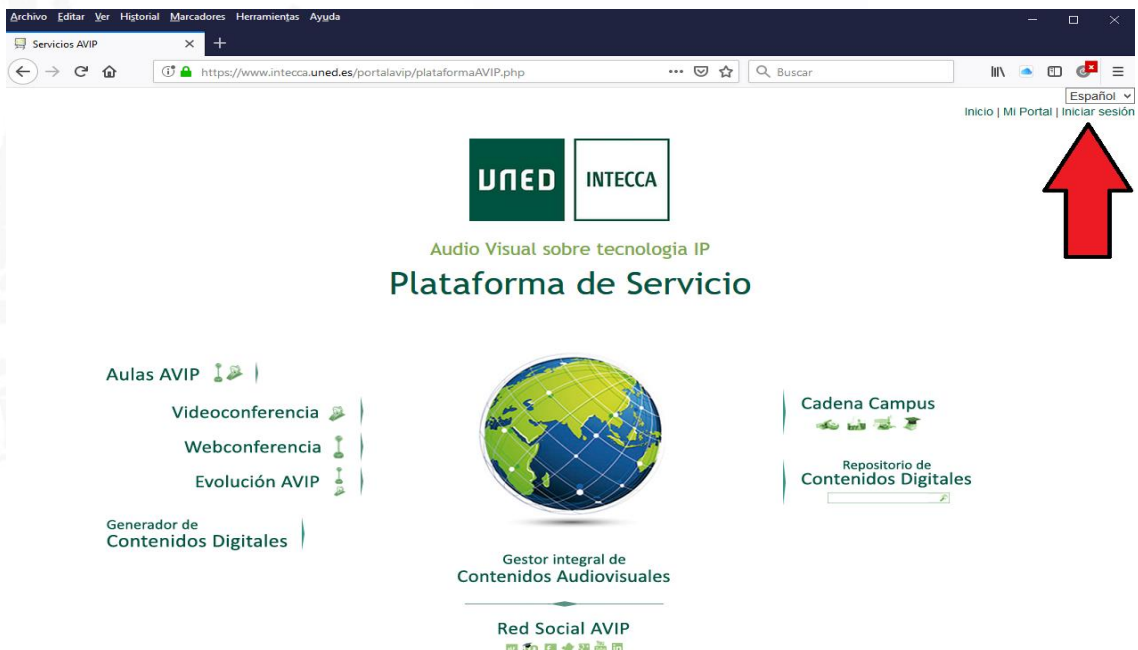 Archivo Editar Ver Historial Marcadores Herramientas Ayuda
Servicios AVIP
https://www.intecca.uned.es/portalavip/plataformaAVIP.php
Buscar
Español
Inicio | Mi Portal | Iniciar sesión
UNED INTECCA
Audio Visual sobre tecnologia IP
Plataforma de Servicio
Aulas AVIP
Videoconferencia
Webconferencia
Evolución AVIP
Generador de
Contenidos Digitales
Cadena Campus
Repositorio de
Contenidos Digitales
Gestor integral de
Contenidos Audiovisuales
Red Social AVIP